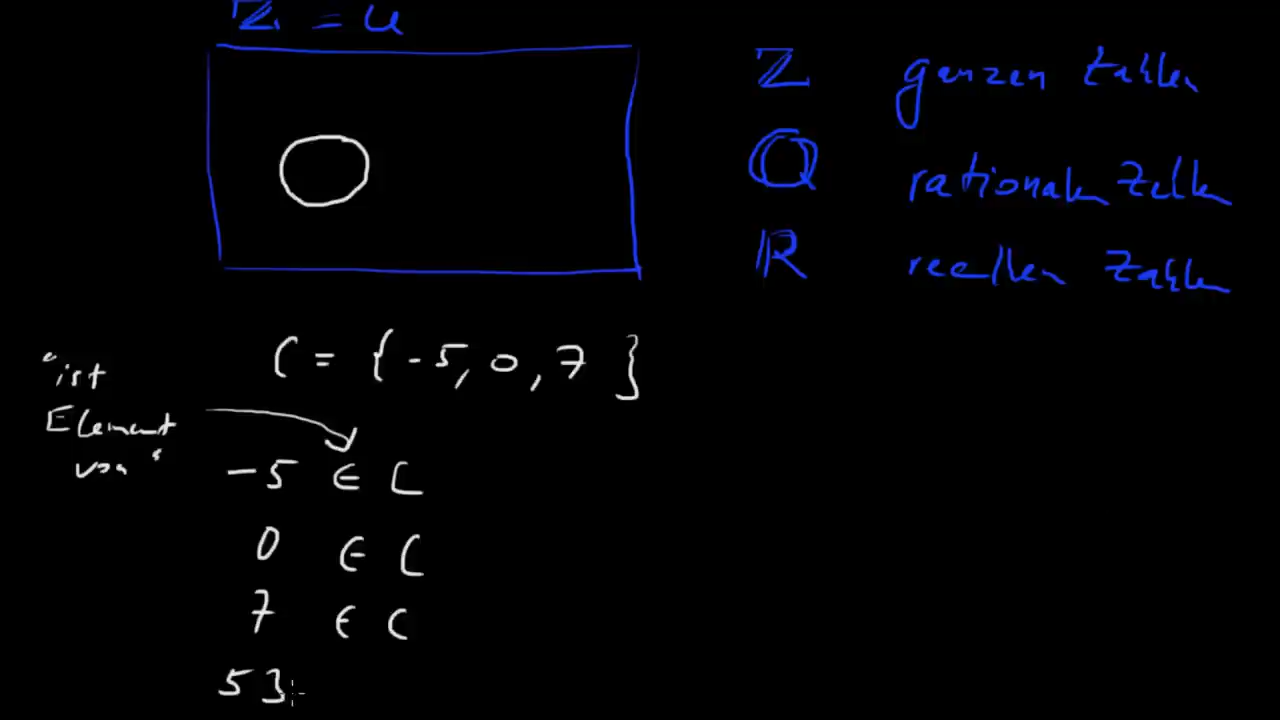 ℤ = U
ℤ ganzen Zahlen
ℚ rationalen Zahlen
ℝ reellen Zahlen
C = { -5, 0, 7 }
"ist
Element
von "
-5 ∈ C
0 ∈ C
7 ∈ C
53